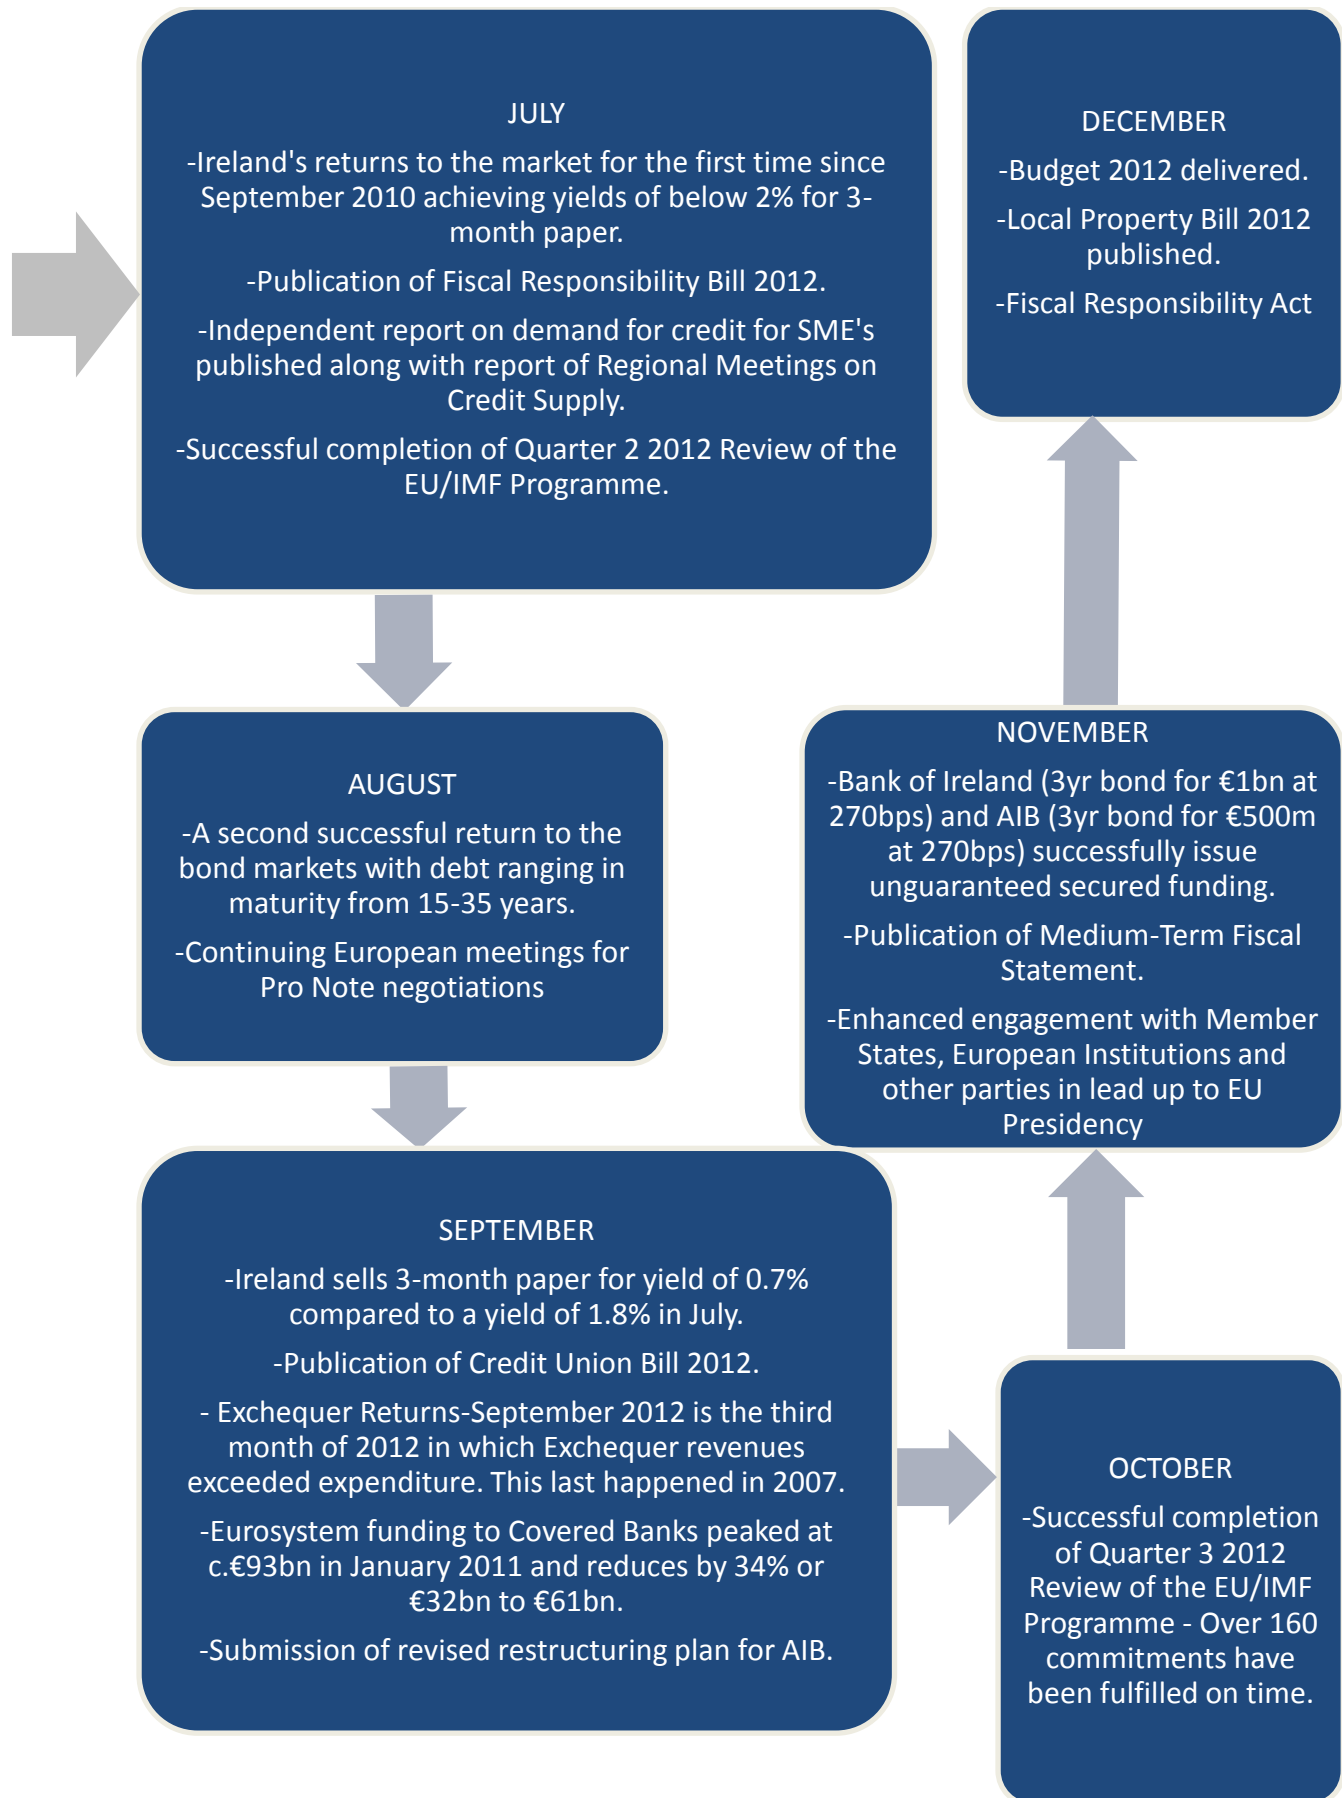 JULY
-Ireland's returns to the market for the first time since
September 2010 achieving yields of below 2% for 3-
month paper.
-Publication of Fiscal Responsibility Bill 2012.
-Independent report on demand for credit for SME's
published along with report of Regional Meetings on
Credit Supply.
-Successful completion of Quarter 2 2012 Review of the
EU/IMF Programme.
AUGUST
-A second successful return to the
bond markets with debt ranging in
maturity from 15-35 years.
-Continuing European meetings for
Pro Note negotiations
SEPTEMBER
-Ireland sells 3-month paper for yield of 0.7%
compared to a yield of 1.8% in July.
-Publication of Credit Union Bill 2012.
- Exchequer Returns-September 2012 is the third
month of 2012 in which Exchequer revenues
exceeded expenditure. This last happened in 2007.
-Eurosystem funding to Covered Banks peaked at
c.€93bn in January 2011 and reduces by 34% or
€32bn to €61bn.
-Submission of revised restructuring plan for AIB.
OCTOBER
-Successful completion
of Quarter 3 2012
Review of the EU/IMF
Programme - Over 160
commitments have
been fulfilled on time.
NOVEMBER
-Bank of Ireland (3yr bond for €1bn at
270bps) and AIB (3yr bond for €500m
at 270bps) successfully issue
unguaranteed secured funding.
-Publication of Medium-Term Fiscal
Statement.
-Enhanced engagement with Member
States, European Institutions and
other parties in lead up to EU
Presidency
DECEMBER
-Budget 2012 delivered.
-Local Property Bill 2012
published.
-Fiscal Responsibility Act